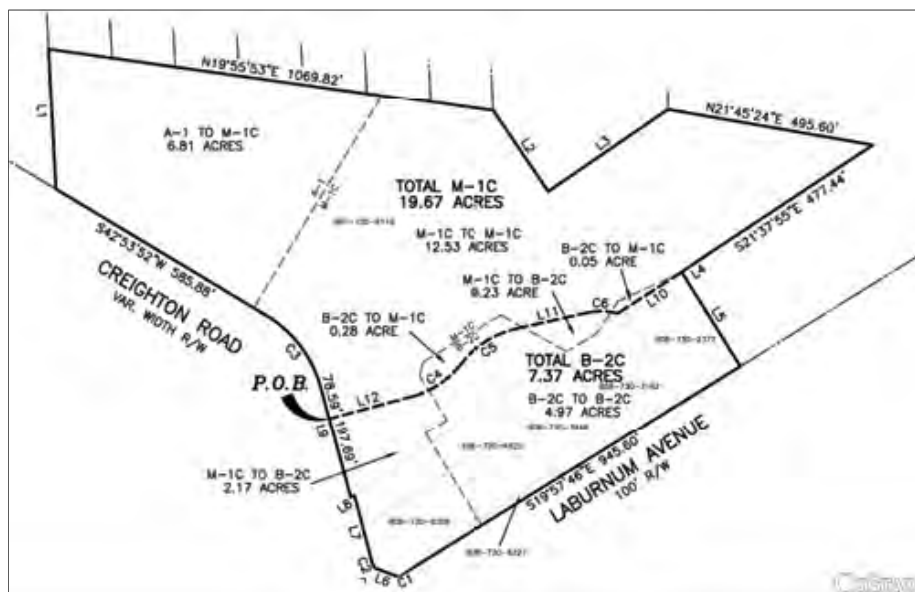 N19°55'53"E 1069.82'
L1
A-1 TO M-1C
6.81 ACRES
L2
L3
N21°45'24"E 495.60'
TOTAL M-1C
19.67 ACRES
M-1C TO M-1C
12.53 ACRES
S21°37'55"E 477.44'
B-2C TO M-1C
0.05 ACRE
S42°53'52"W 585.88'
CREIGHTON ROAD
VAR. WIDTH R/W
M-1C TO B-2C
0.23 ACRE
L4
L10
C6
L11
L5
B-2C TO M-1C
0.28 ACRE
C3
C5
C4
TOTAL B-2C
7.37 ACRES
B-2C TO B-2C
4.97 ACRES
P.O.B.
78.59'
L12
L9
197.69'
M-1C TO B-2C
2.17 ACRES
S19°57'46"E 945.60'
LABURNUM AVENUE
100' R/W
L8
L7
C2
L6
C1